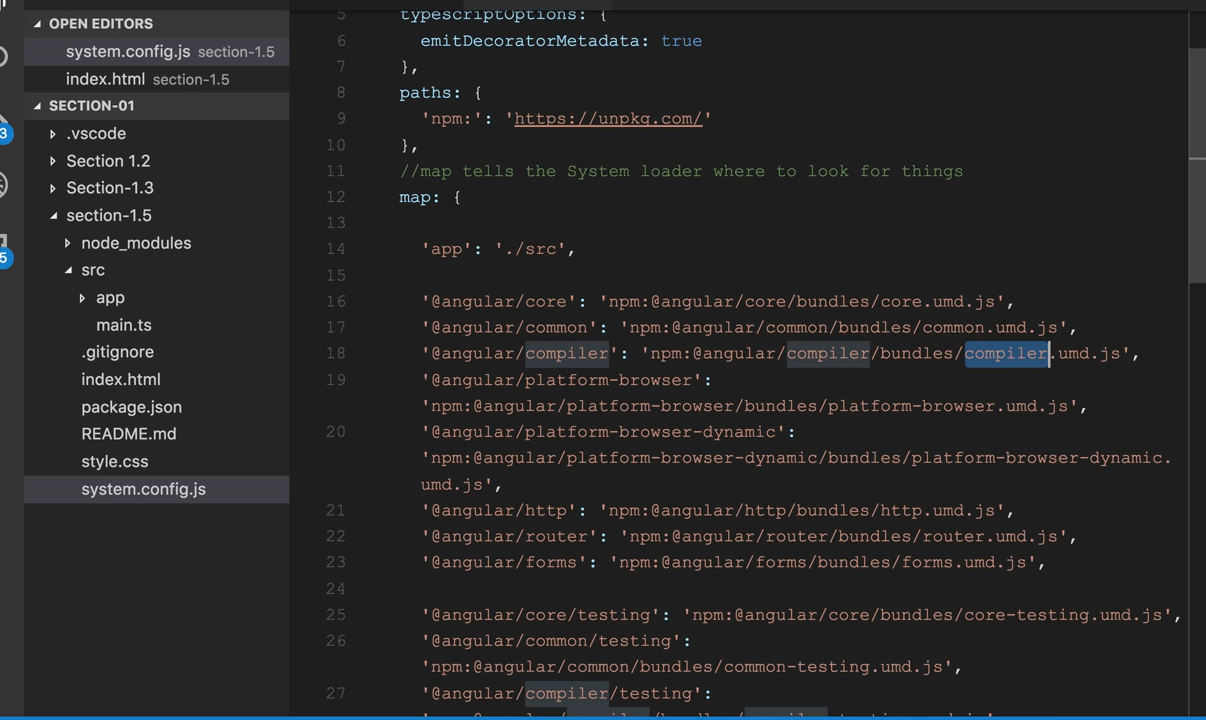 OPEN EDITORS
system.config.js section-1.5
index.html section-1.5
SECTION-01
.vscode
Section 1.2
Section-1.3
section-1.5
node_modules
src
app
main.ts
.gitignore
index.html
package.json
README.md
style.css
system.config.js
3
5
5 typescriptOptions: {
6 emitDecoratorMetadata: true
7 },
8 paths: {
9 'npm:': 'https://unpkg.com/'
10 },
11 //map tells the System loader where to look for things
12 map: {
13
14 'app': './src',
15
16 '@angular/core': 'npm:@angular/core/bundles/core.umd.js',
17 '@angular/common': 'npm:@angular/common/bundles/common.umd.js',
18 '@angular/compiler': 'npm:@angular/compiler/bundles/compiler.umd.js',
19 '@angular/platform-browser':
'npm:@angular/platform-browser/bundles/platform-browser.umd.js',
20 '@angular/platform-browser-dynamic':
'npm:@angular/platform-browser-dynamic/bundles/platform-browser-dynamic.
umd.js',
21 '@angular/http': 'npm:@angular/http/bundles/http.umd.js',
22 '@angular/router': 'npm:@angular/router/bundles/router.umd.js',
23 '@angular/forms': 'npm:@angular/forms/bundles/forms.umd.js',
24
25 '@angular/core/testing': 'npm:@angular/core/bundles/core-testing.umd.js',
26 '@angular/common/testing':
'npm:@angular/common/bundles/common-testing.umd.js',
27 '@angular/compiler/testing':